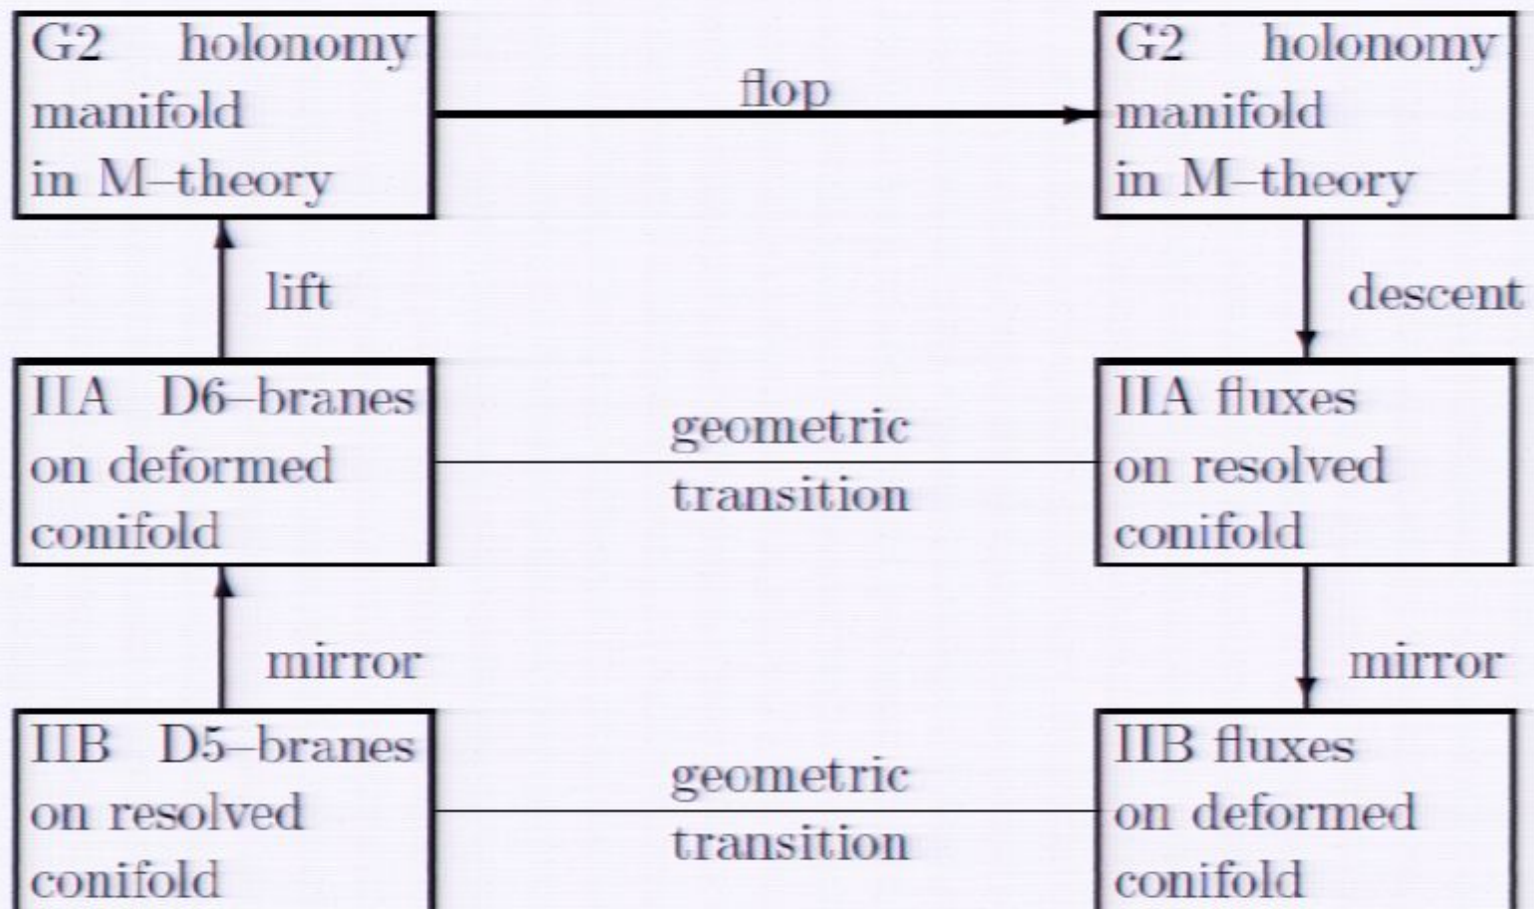 G2 holonomy
manifold
in M–theory
flop
G2 holonomy
manifold
in M–theory
lift
descent
IIA D6–branes
on deformed
conifold
geometric
transition
IIA fluxes
on resolved
conifold
mirror
mirror
IIB D5–branes
on resolved
conifold
geometric
transition
IIB fluxes
on deformed
conifold